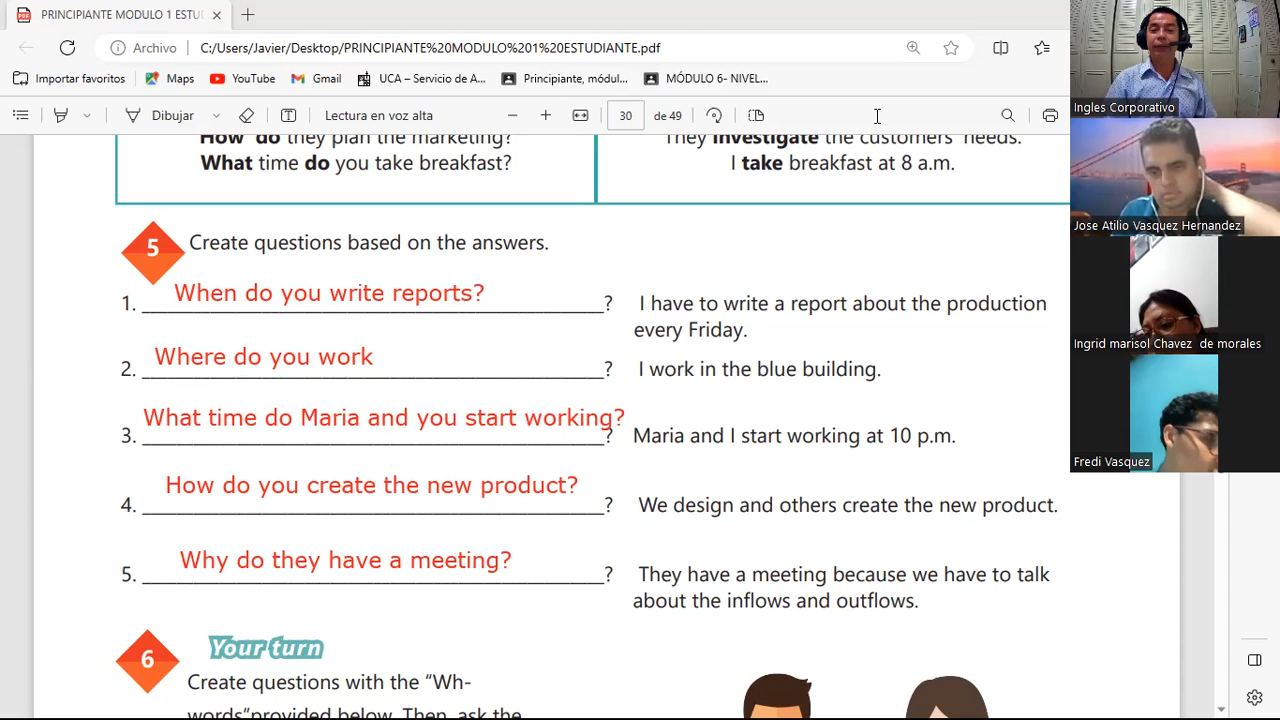 PRINCIPIANTE MODULO 1 ESTU
Archivo C:/Users/Javier/Desktop/PRINCIPIANTE%20MODULO%201%20ESTUDIANTE.pdf
Importar favoritos Maps YouTube Gmail UCA – Servicio de A... Principiante, módul... MÓDULO 6- NIVEL...
Dibujar Lectura en voz alta 30 de 49
How do they plan the marketing? They investigate the customers' needs.
What time do you take breakfast? I take breakfast at 8 a.m.
5 Create questions based on the answers.
When do you write reports?
1. ? I have to write a report about the production
every Friday.
Where do you work
2. ? I work in the blue building.
What time do Maria and you start working?
3. ? Maria and I start working at 10 p.m.
How do you create the new product?
4. ? We design and others create the new product.
Why do they have a meeting?
5. ? They have a meeting because we have to talk
about the inflows and outflows.
6 Your turn
Create questions with the “Wh-
words”provided below. Then, ask the
Ingles Corporativo
Jose Atilio Vasquez Hernandez
Ingrid marisol Chavez de morales
Fredi Vasquez